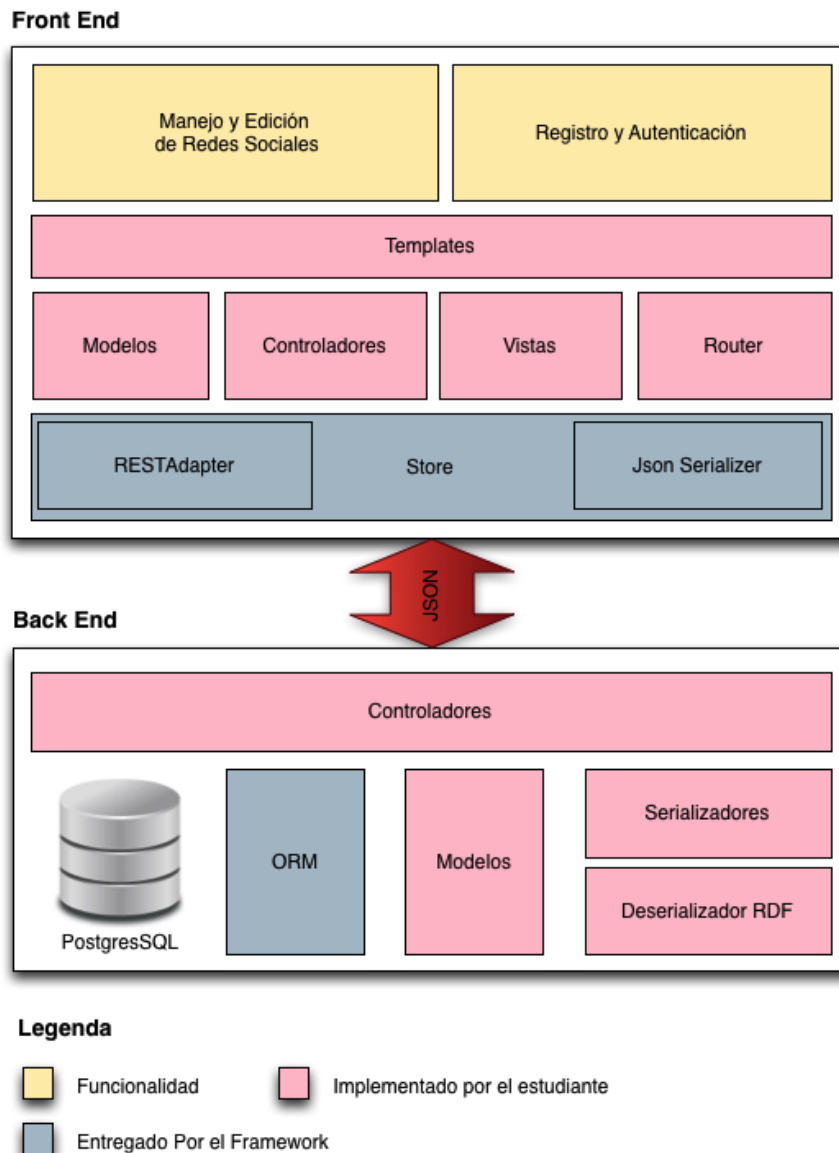 Front End
Manejo y Edición
de Redes Sociales
Registro y Autenticación
Templates
Modelos
Controladores
Vistas
Router
RESTAdapter
Store
Json Serializer
JSON
Back End
Controladores
PostgresSQL
ORM
Modelos
Serializadores
Deserializador RDF
Legenda
Funcionalidad
Implementado por el estudiante
Entregado Por el Framework